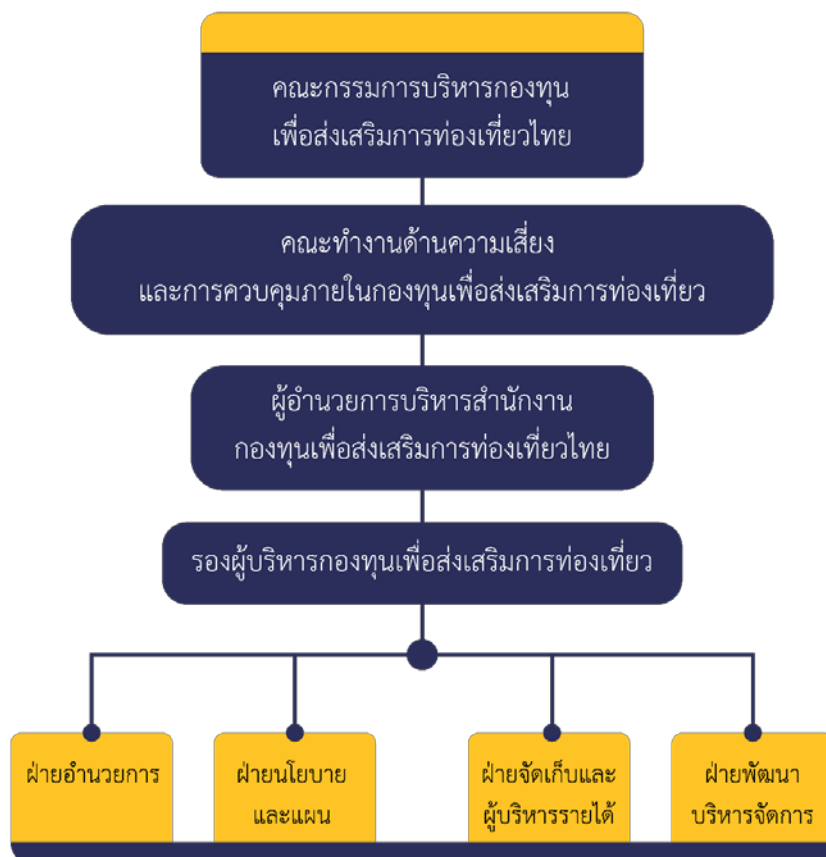 คณะกรรมการบริหารกองทุน
เพื่อส่งเสริมการท่องเที่ยวไทย
คณะทำงานด้านความเสี่ยง
และการควบคุมภายในกองทุนเพื่อส่งเสริมการท่องเที่ยว
ผู้อำนวยการบริหารสำนักงาน
กองทุนเพื่อส่งเสริมการท่องเที่ยวไทย
รองผู้บริหารกองทุนเพื่อส่งเสริมการท่องเที่ยว
ฝ่ายอำนวยการ
ฝ่ายนโยบาย
และแผน
ฝ่ายจัดเก็บและ
ผู้บริหารรายได้
ฝ่ายพัฒนา
บริหารจัดการ